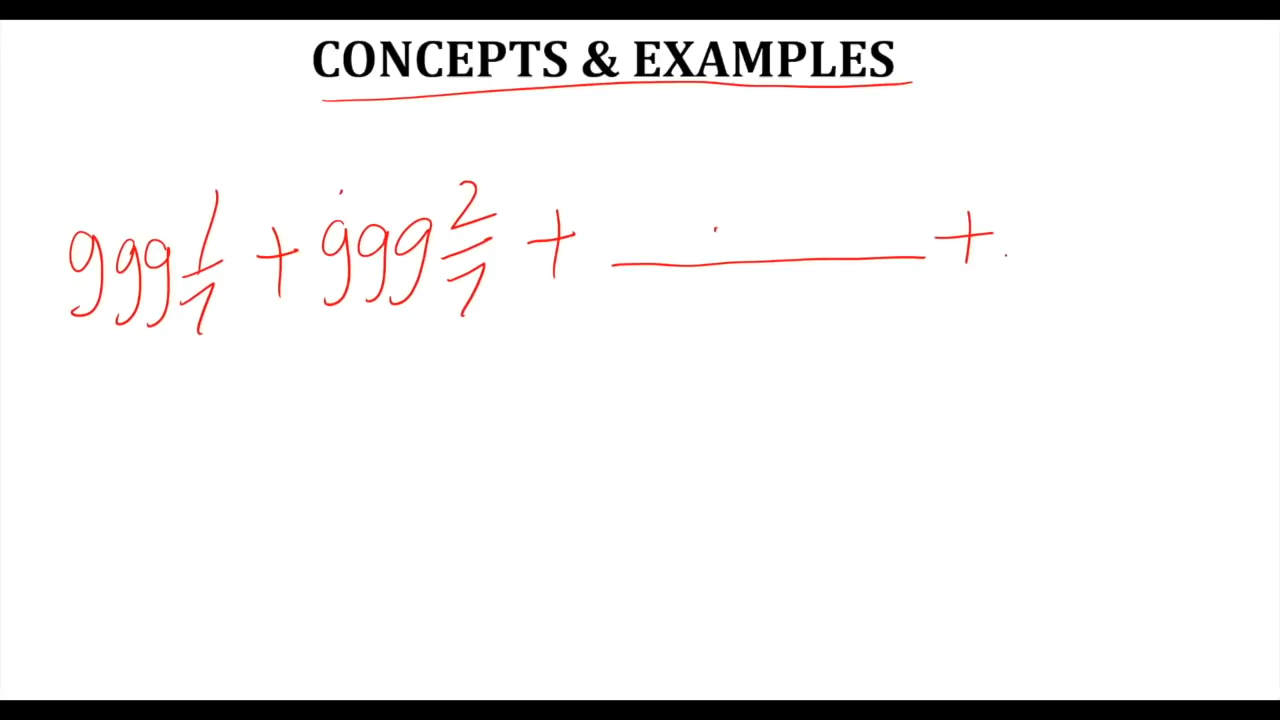 CONCEPTS & EXAMPLES
999 1/7 + 999 2/7 + ________ +